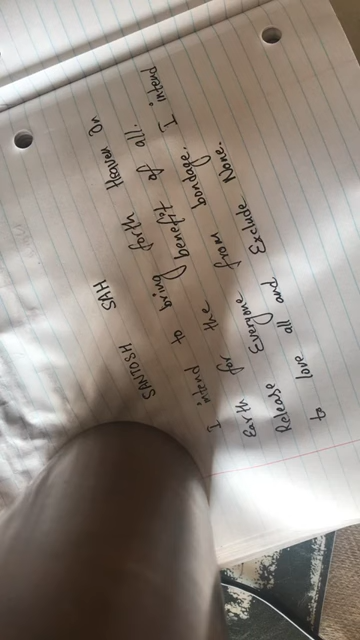 SANTOSH SAH
I intend to bring forth Heaven On
Earth for the benefit of all.
Release Everyone from bondage. I intend
to love all and Exclude None.